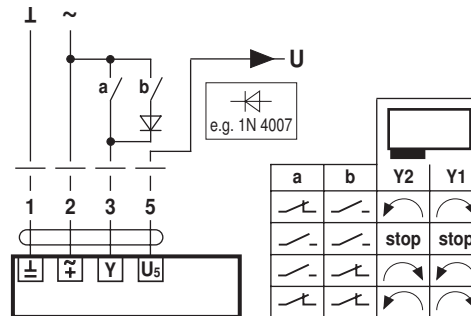 ⊥ ~
U
a b
e.g. 1N 4007
a b Y2 Y1
stop stop
1 2 3 5
Y U5